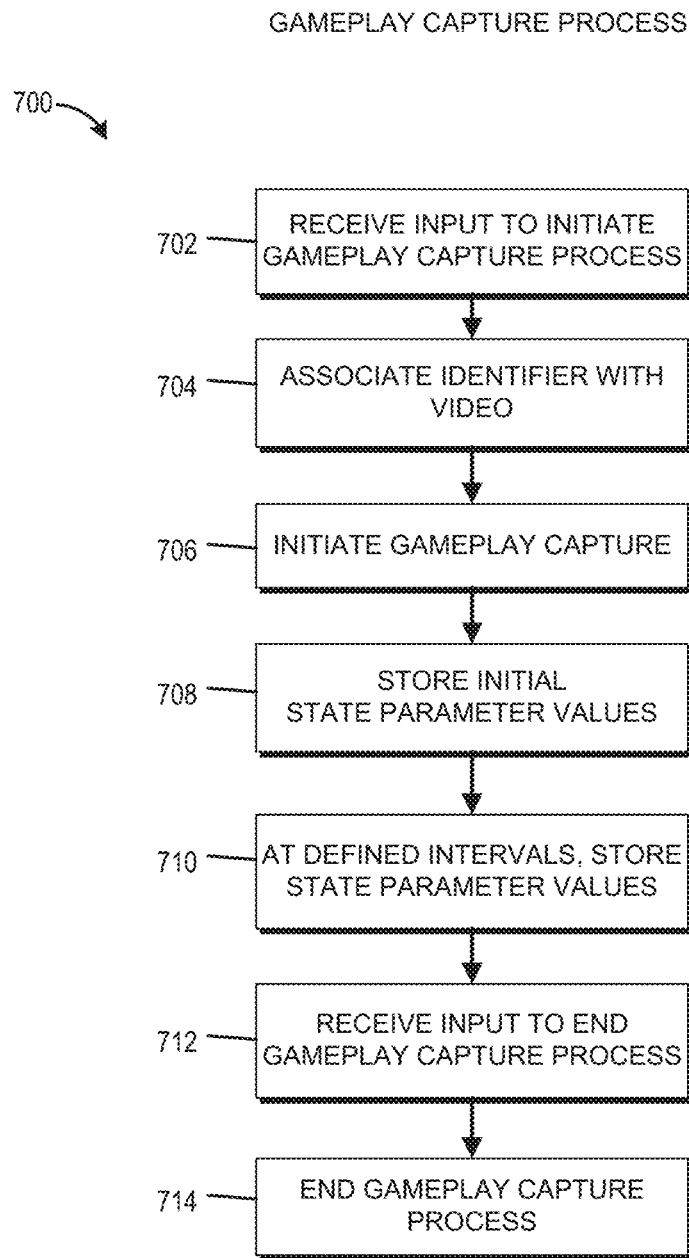 GAMEPLAY CAPTURE PROCESS
700
702
RECEIVE INPUT TO INITIATE
GAMEPLAY CAPTURE PROCESS
704
ASSOCIATE IDENTIFIER WITH
VIDEO
706
INITIATE GAMEPLAY CAPTURE
708
STORE INITIAL
STATE PARAMETER VALUES
710
AT DEFINED INTERVALS, STORE
STATE PARAMETER VALUES
712
RECEIVE INPUT TO END
GAMEPLAY CAPTURE PROCESS
714
END GAMEPLAY CAPTURE
PROCESS